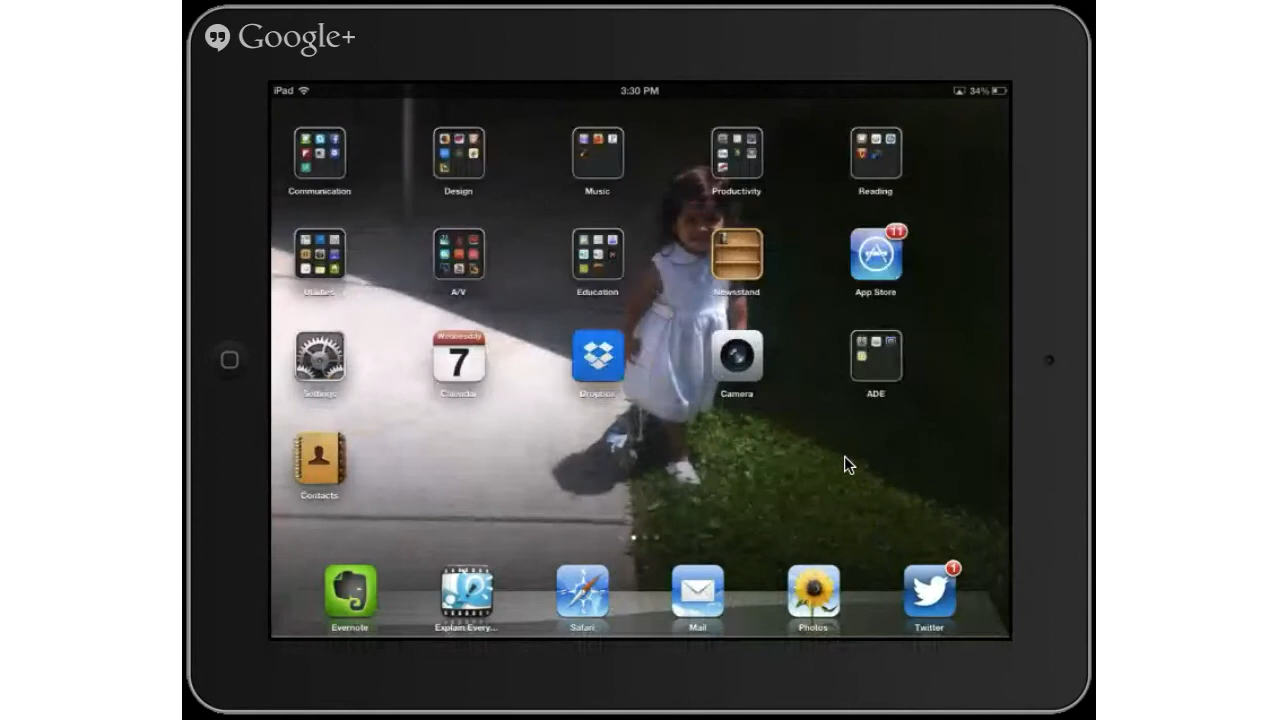 Google+
iPad 3:30 PM 34%
Communication Design Music Productivity Reading
11
Utilities A/V Education Newsstand App Store
Wednesday
7
Settings Calendar Dropbox Camera ADE
Contacts
1
Evernote Explain Every... Safari Mail Photos Twitter